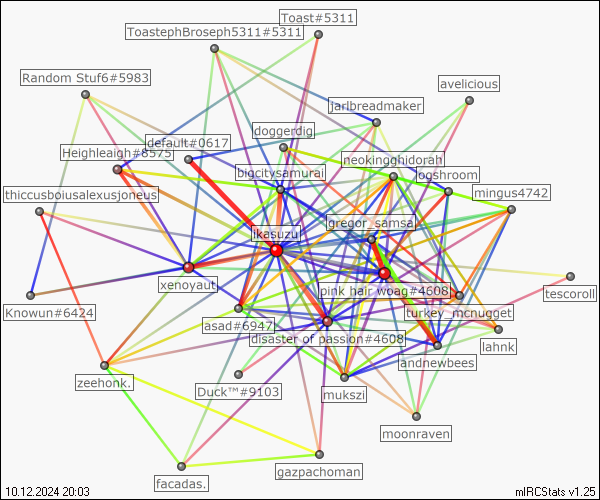 Toast#5311
ToastephBroseph5311#5311
Random Stuf6#5983
avelicious
jarlbreadmaker
doggerdig
default#0617
Heighleaigh#8575
neokingghidorah
bigcitysamurai
ogshroom
thiccusboiusalexusjoneus
mingus4742
gregor_samsa
jkasuzu
xenoyaut
pink hair woag#4608
tescoroll
Knowun#6424
turkey_mcnugget
asad#6947
disaster of passion#4608
lahnk
andnewbees
zeehonk.
Duck™#9103
mukszi
moonraven
gazpachoman
facadas.
10.12.2024 20:03
mIRCStats v1.25